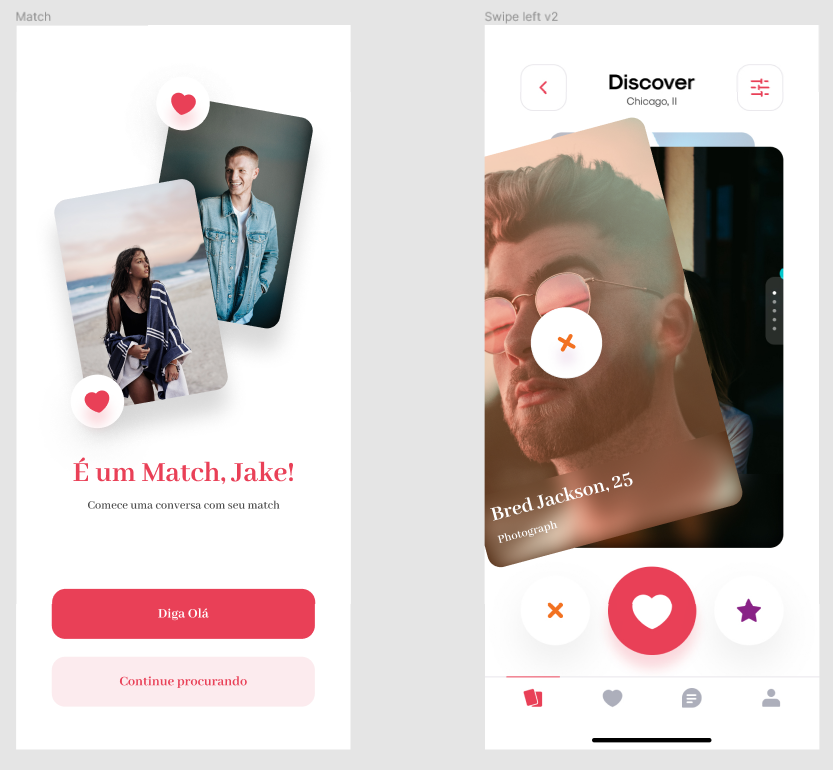 Match
É um Match, Jake!
Comece uma conversa com seu match
Diga Olá
Continue procurando
Swipe left v2
Discover
Chicago, Il
Bred Jackson, 25
Photograph